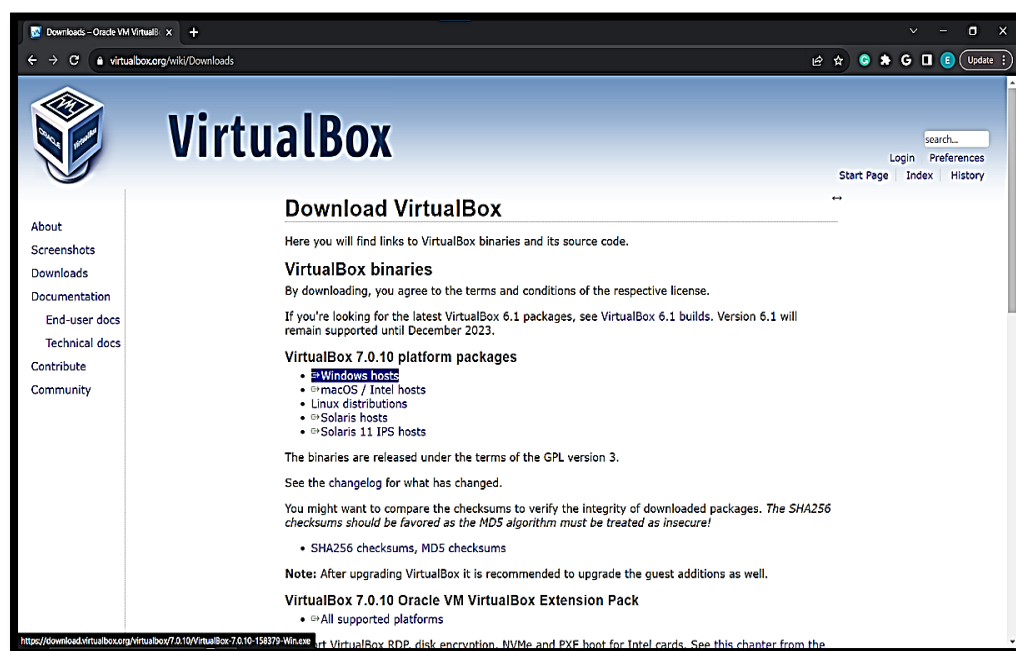 Downloads – Oracle VM VirtualB
virtualbox.org/wiki/Downloads
G
E
Update
ORACLE
VirtualBox
VirtualBox
search...
Login Preferences
Start Page Index History
About
Screenshots
Downloads
Documentation
End-user docs
Technical docs
Contribute
Community
Download VirtualBox
Here you will find links to VirtualBox binaries and its source code.
VirtualBox binaries
By downloading, you agree to the terms and conditions of the respective license.
If you're looking for the latest VirtualBox 6.1 packages, see VirtualBox 6.1 builds. Version 6.1 will
remain supported until December 2023.
VirtualBox 7.0.10 platform packages
• Windows hosts
• macOS / Intel hosts
• Linux distributions
• Solaris hosts
• Solaris 11 IPS hosts
The binaries are released under the terms of the GPL version 3.
See the changelog for what has changed.
You might want to compare the checksums to verify the integrity of downloaded packages. The SHA256
checksums should be favored as the MD5 algorithm must be treated as insecure!
• SHA256 checksums, MD5 checksums
Note: After upgrading VirtualBox it is recommended to upgrade the guest additions as well.
VirtualBox 7.0.10 Oracle VM VirtualBox Extension Pack
• All supported platforms
https://download.virtualbox.org/virtualbox/7.0.10/VirtualBox-7.0.10-158379-Win.exe
VirtualBox RDP, disk encryption, NVMe and PXE boot for Intel cards. See this chapter from the